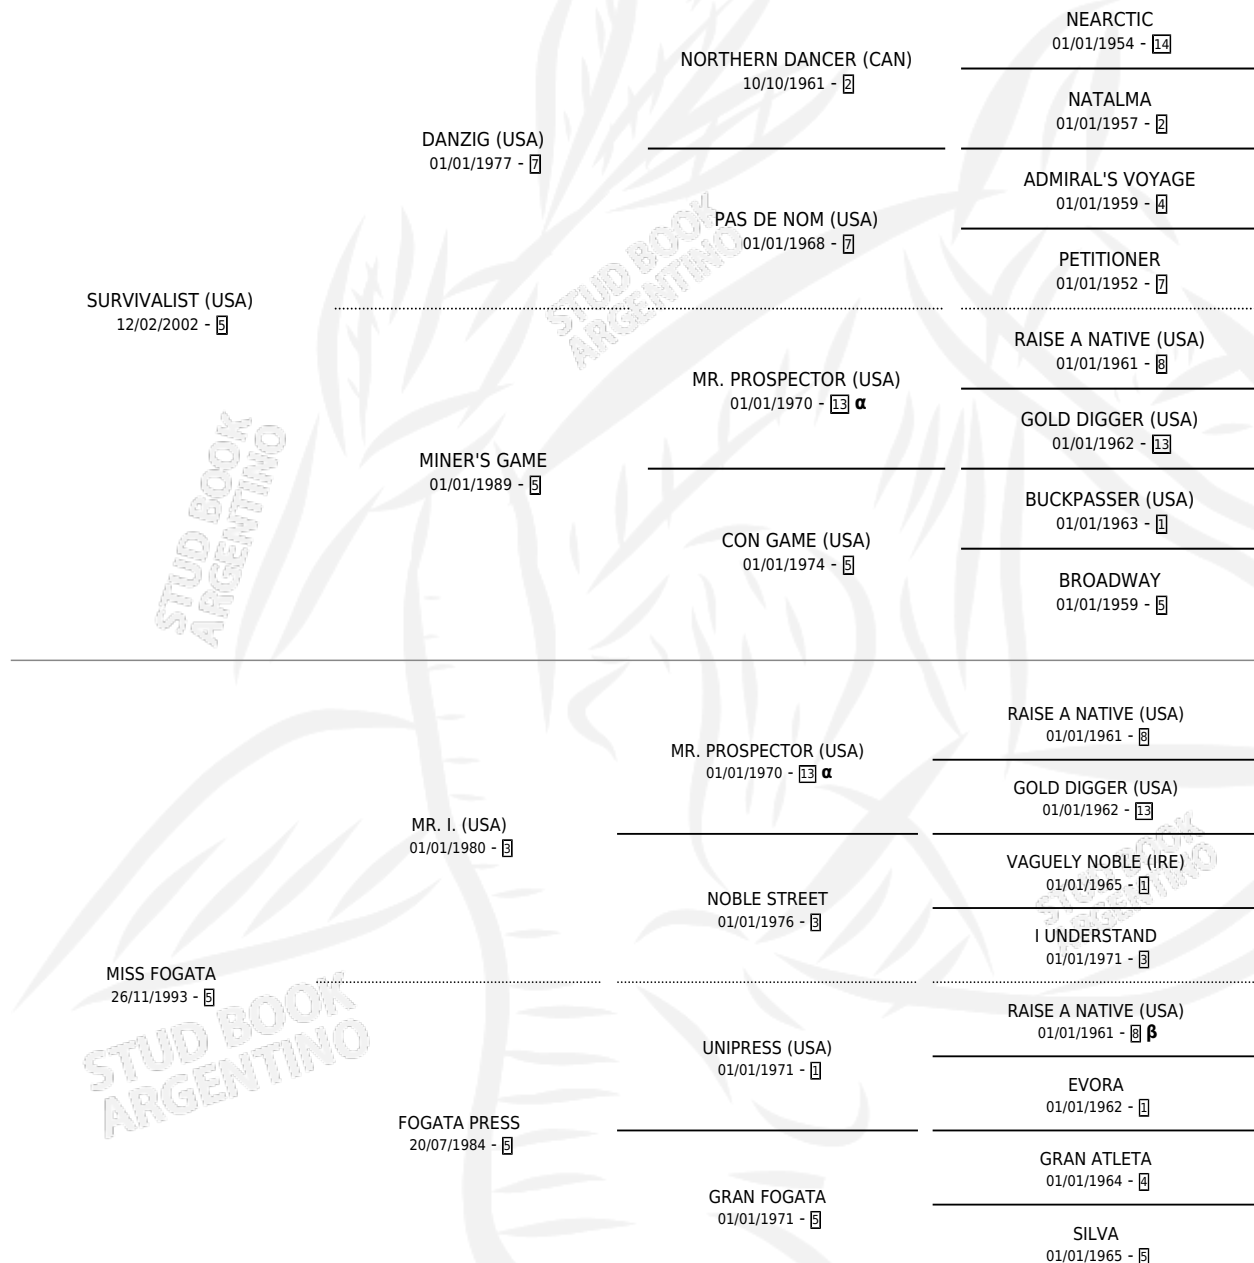 NEARCTIC
01/01/1954 - 14
NORTHERN DANCER (CAN)
10/10/1961 - 2
NATALMA
01/01/1957 - 2
DANZIG (USA)
01/01/1977 - 7
ADMIRAL'S VOYAGE
01/01/1959 - 4
PAS DE NOM (USA)
01/01/1968 - 7
PETITIONER
01/01/1952 - 7
SURVIVALIST (USA)
12/02/2002 - 5
RAISE A NATIVE (USA)
01/01/1961 - 8
MR. PROSPECTOR (USA)
01/01/1970 - 13 α
GOLD DIGGER (USA)
01/01/1962 - 13
MINER'S GAME
01/01/1989 - 5
BUCKPASSER (USA)
01/01/1963 - 1
CON GAME (USA)
01/01/1974 - 5
BROADWAY
01/01/1959 - 5
RAISE A NATIVE (USA)
01/01/1961 - 8
MR. PROSPECTOR (USA)
01/01/1970 - 13 α
GOLD DIGGER (USA)
01/01/1962 - 13
MR. I. (USA)
01/01/1980 - 3
VAGUELY NOBLE (IRE)
01/01/1965 - 1
NOBLE STREET
01/01/1976 - 3
I UNDERSTAND
01/01/1971 - 3
MISS FOGATA
26/11/1993 - 5
RAISE A NATIVE (USA)
01/01/1961 - 8 β
UNIPRESS (USA)
01/01/1971 - 1
EVORA
01/01/1962 - 1
FOGATA PRESS
20/07/1984 - 5
GRAN ATLETA
01/01/1964 - 4
GRAN FOGATA
01/01/1971 - 5
SILVA
01/01/1965 - 5
STUD BOOK
ARGENTINO
STUD BOOK
ARGENTINO
STUD BOOK
ARGENTINO
STUD BOOK
ARGENTINO